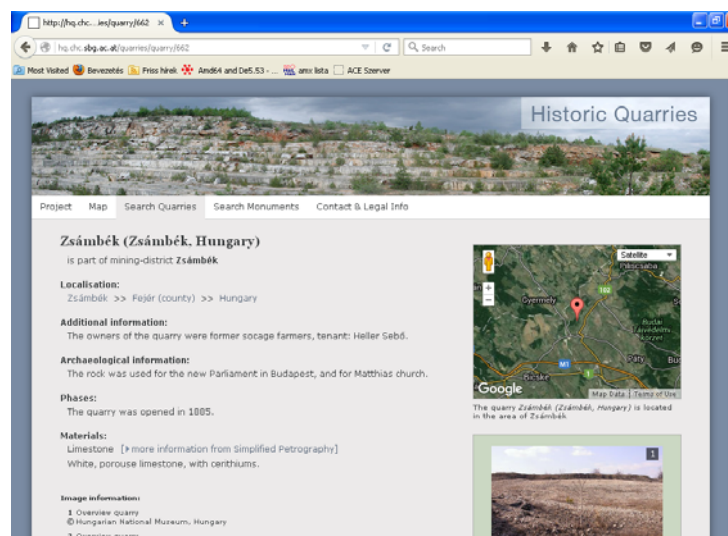 http://hq.chc....ies/quarry/662
hq.chc.sbg.ac.at/quarries/quarry/662
Search
Most Visited
Bevezetés
Friss hírek
Amd64 and De5.53 - ...
amx lista
ACE Szerver
Historic Quarries
Project Map Search Quarries Search Monuments Contact & Legal Info
Zsámbék (Zsámbék, Hungary)
is part of mining-district Zsámbék
Localisation:
Zsámbék >> Fejér (county) >> Hungary
Additional information:
The owners of the quarry were former socage farmers, tenant: Heller Sebő.
Archaeological information:
The rock was used for the new Parliament in Budapest, and for Matthias church.
Phases:
The quarry was opened in 1885.
Materials:
Limestone [more information from Simplified Petrography]
White, porouse limestone, with cerithiums.
Image information:
1 Overview quarry
© Hungarian National Museum, Hungary
2 Overview quarry
Satellite
Piliscsaba
102
Gyermely
Budai
Tájvédelmi
körzet
Páty
Bu
M1
1
Bicske
Google
Map Data Terms of Use
The quarry Zsámbék (Zsámbék, Hungary) is located
in the area of Zsámbék
1